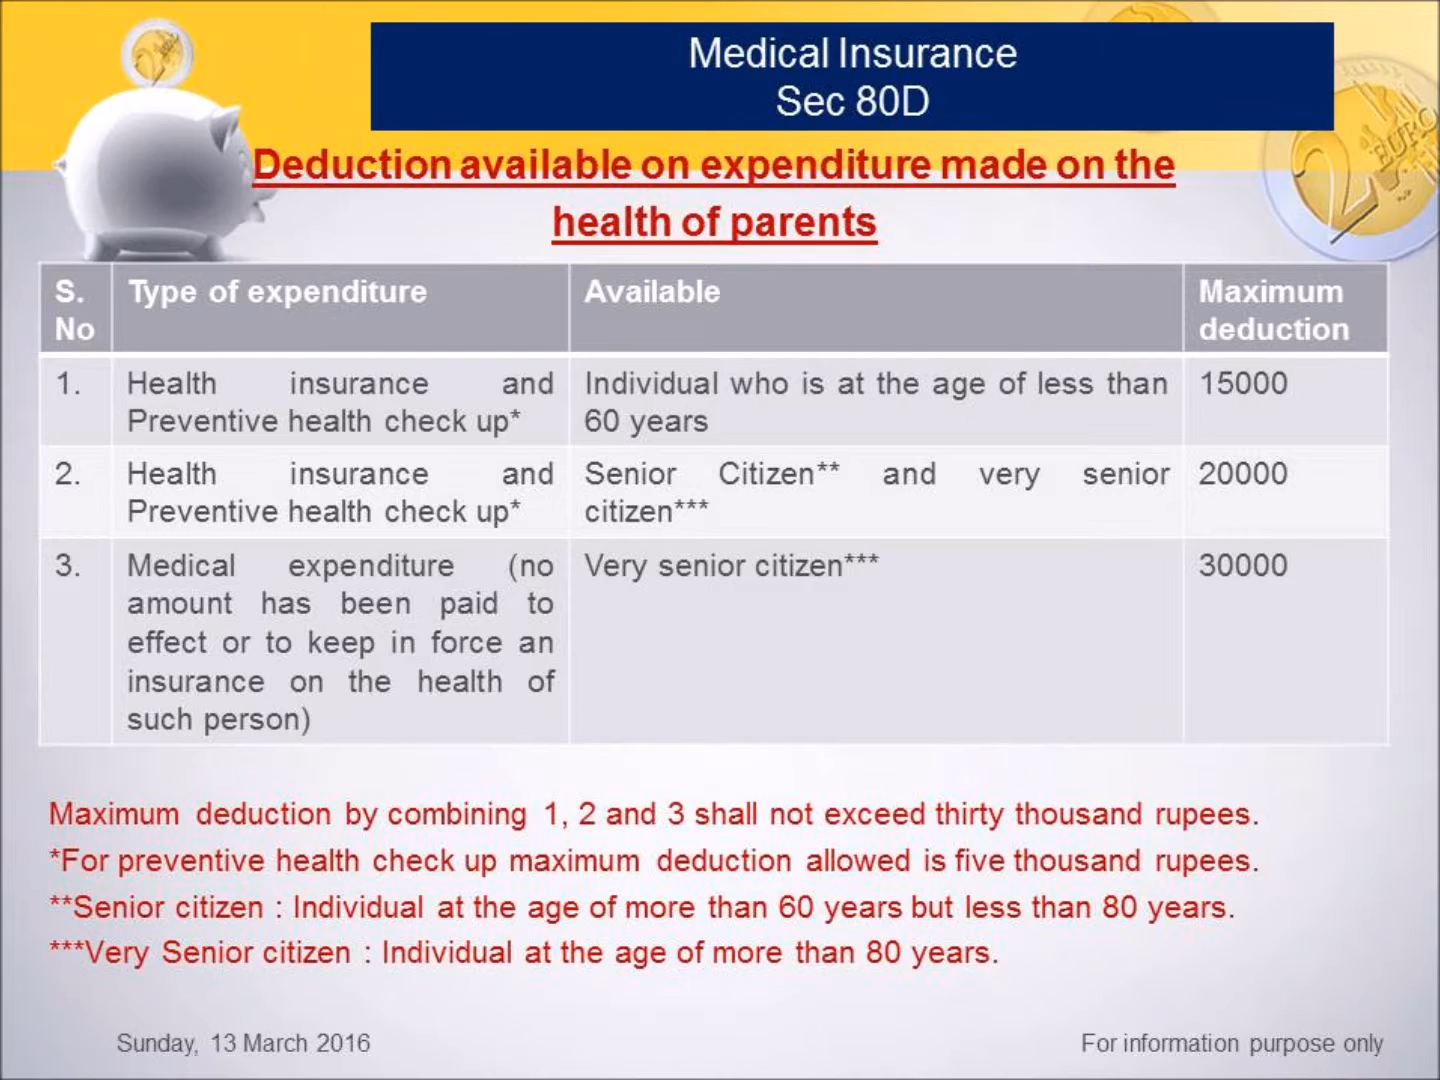 Medical Insurance
Sec 80D
Deduction available on expenditure made on the
health of parents
S. No
Type of expenditure
Available
Maximum deduction
1.
Health insurance and
Preventive health check up*
Individual who is at the age of less than
60 years
15000
2.
Health insurance and
Preventive health check up*
Senior Citizen** and very senior
citizen***
20000
3.
Medical expenditure (no
amount has been paid to
effect or to keep in force an
insurance on the health of
such person)
Very senior citizen***
30000
Maximum deduction by combining 1, 2 and 3 shall not exceed thirty thousand rupees.
*For preventive health check up maximum deduction allowed is five thousand rupees.
**Senior citizen : Individual at the age of more than 60 years but less than 80 years.
***Very Senior citizen : Individual at the age of more than 80 years.
Sunday, 13 March 2016
For information purpose only
2
EURO